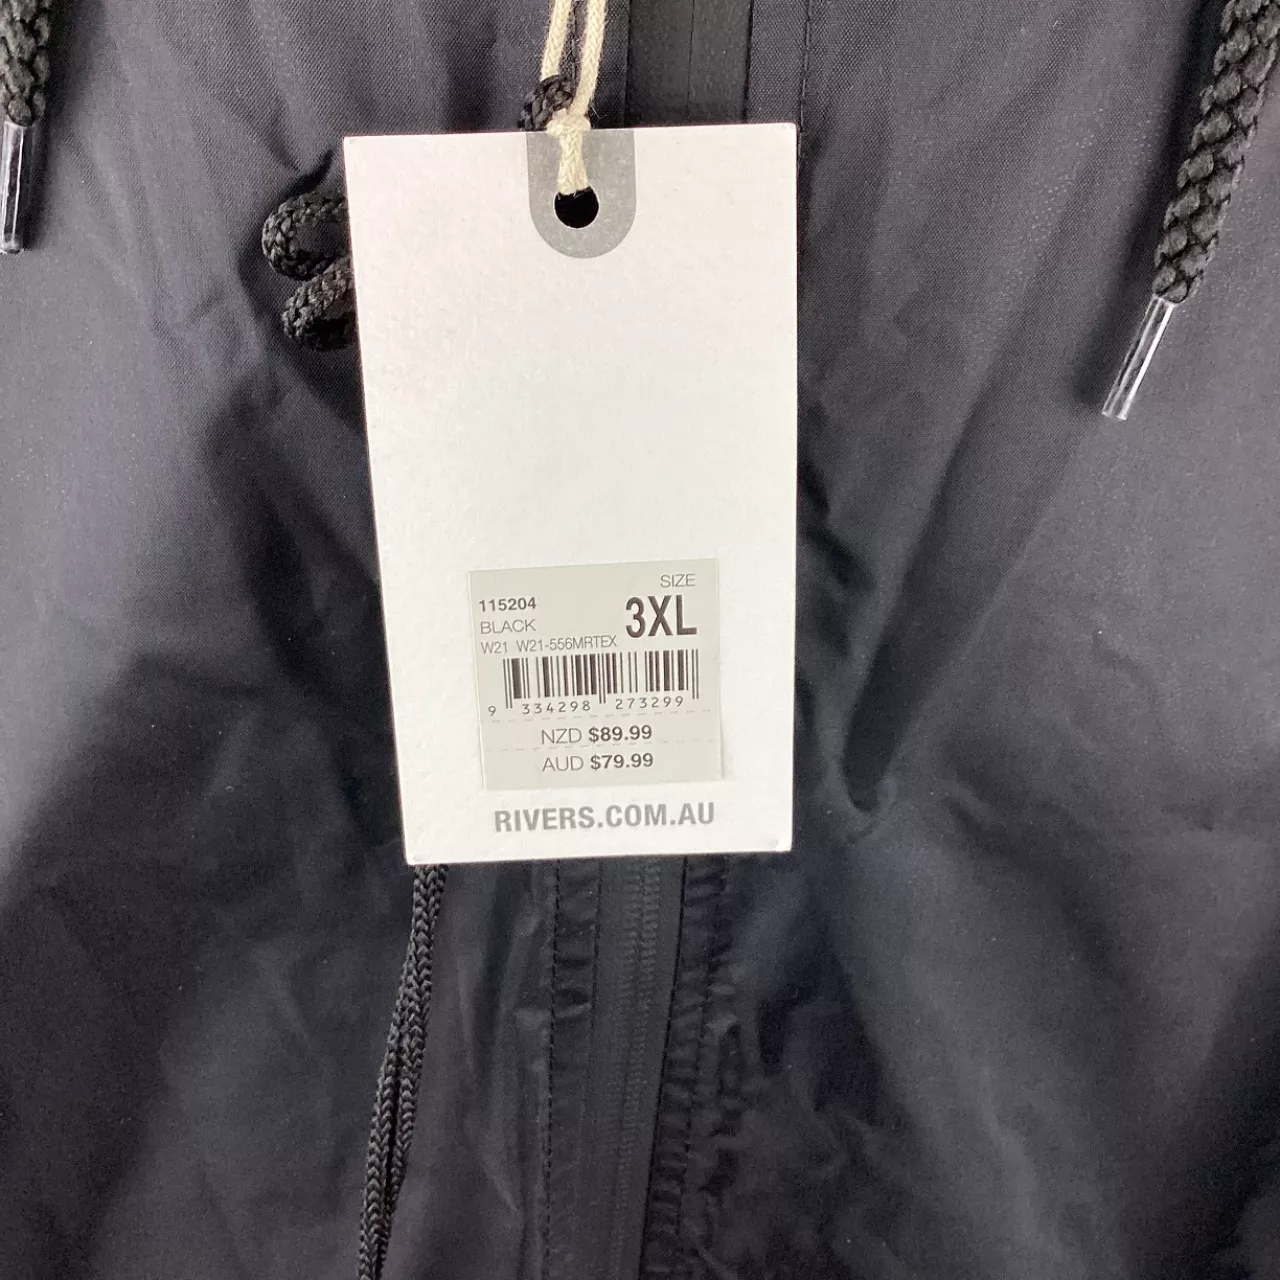 SIZE
115204
3XL
BLACK
W21 W21-556MRTEX
9 334298 273299
NZD $89.99
AUD $79.99
RIVERS.COM.AU